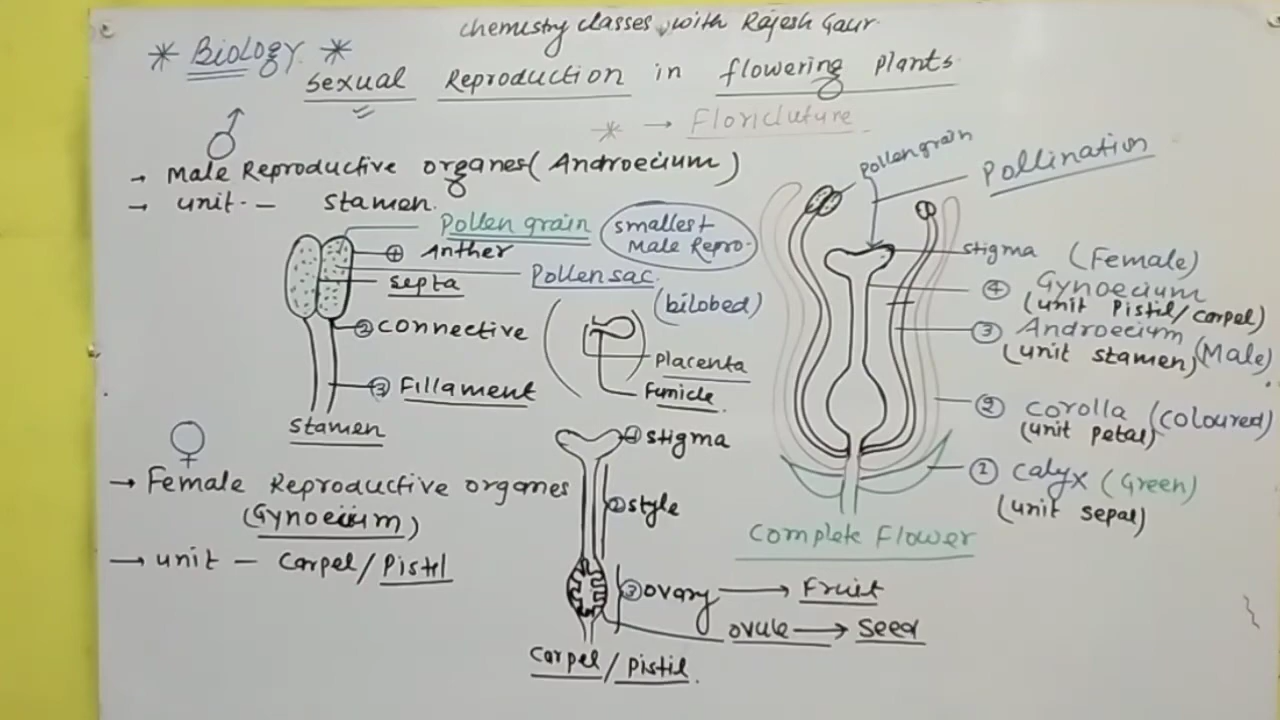 chemistry classes with Rajesh Gaur
* Biology *
Sexual Reproduction in flowering plants
* → Floricluture
♂
→ Male Reproductive organes (Androecium)
→ unit - Stamen.
Pollen grain
smallest
Male Repro.
① Anther
Pollen sac
(bilobed)
septa
② connective
③ Fillament
Stamen
Placenta
Funicle
♀
→ Female Reproductive organes
(Gynoecium)
→ unit - Carpel/Pistil
① stigma
② style
③ ovary → Fruit
ovule → Seed
Carpel/Pistil.
Pollengrain
Pollination
stigma (Female)
④ Gynoecium
(unit Pistil/carpel)
③ Androecium (Male)
(unit stamen)
② corolla (coloured)
(unit petal)
① Calyx (Green)
(unit sepal)
Complete Flower